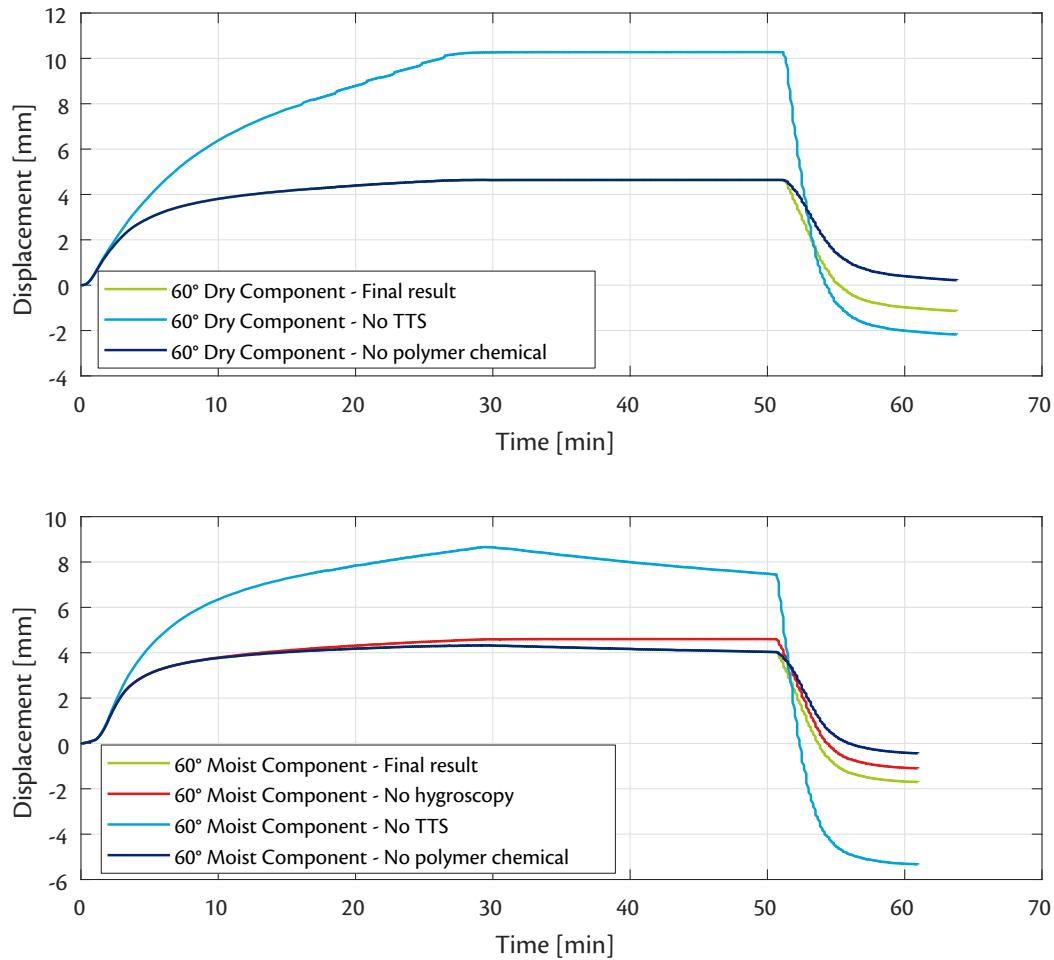 12
10
8
6
4
2
0
-2
-4
Displacement [mm]
60° Dry Component - Final result
60° Dry Component - No TTS
60° Dry Component - No polymer chemical
0 10 20 30 40 50 60 70
Time [min]
10
8
6
4
2
0
-2
-4
-6
Displacement [mm]
60° Moist Component - Final result
60° Moist Component - No hygroscopy
60° Moist Component - No TTS
60° Moist Component - No polymer chemical
0 10 20 30 40 50 60 70
Time [min]